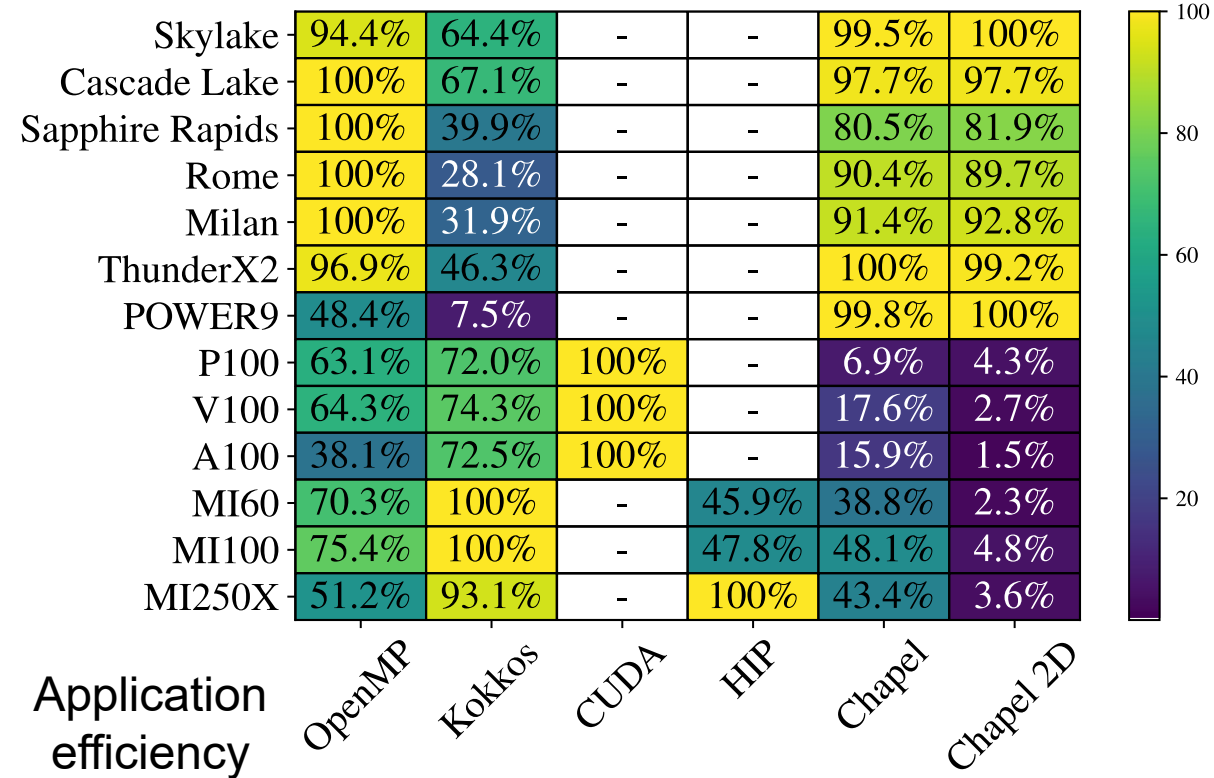 Skylake 94.4% 64.4% - - 99.5% 100%
Cascade Lake 100% 67.1% - - 97.7% 97.7%
Sapphire Rapids 100% 39.9% - - 80.5% 81.9%
Rome 100% 28.1% - - 90.4% 89.7%
Milan 100% 31.9% - - 91.4% 92.8%
ThunderX2 96.9% 46.3% - - 100% 99.2%
POWER9 48.4% 7.5% - - 99.8% 100%
P100 63.1% 72.0% 100% - 6.9% 4.3%
V100 64.3% 74.3% 100% - 17.6% 2.7%
A100 38.1% 72.5% 100% - 15.9% 1.5%
MI60 70.3% 100% - 45.9% 38.8% 2.3%
MI100 75.4% 100% - 47.8% 48.1% 4.8%
MI250X 51.2% 93.1% - 100% 43.4% 3.6%
OpenMP Kokkos CUDA HIP Chapel Chapel 2D
100
80
60
40
20
Application
efficiency